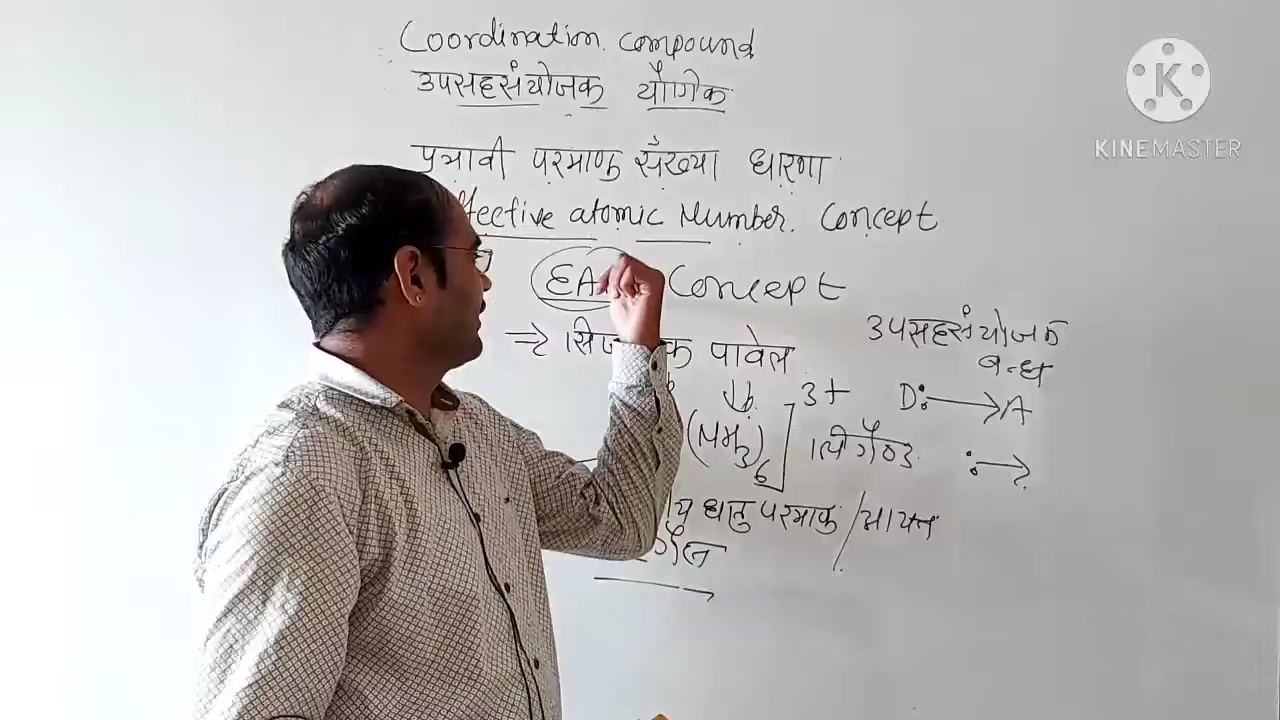 Coordination compound
उपसहसंयोजक यौगिक
प्रभावी परमाणु संख्या धारणा
ffective atomic Number. Concept
EA Concept
⇒ सिज क पावेल
उपसहसंयोजक
बन्ध
(NH3)6] 3+
D: → A
लीगैण्ड
: →
य धातु परमाणु / आयन
KINEMASTER